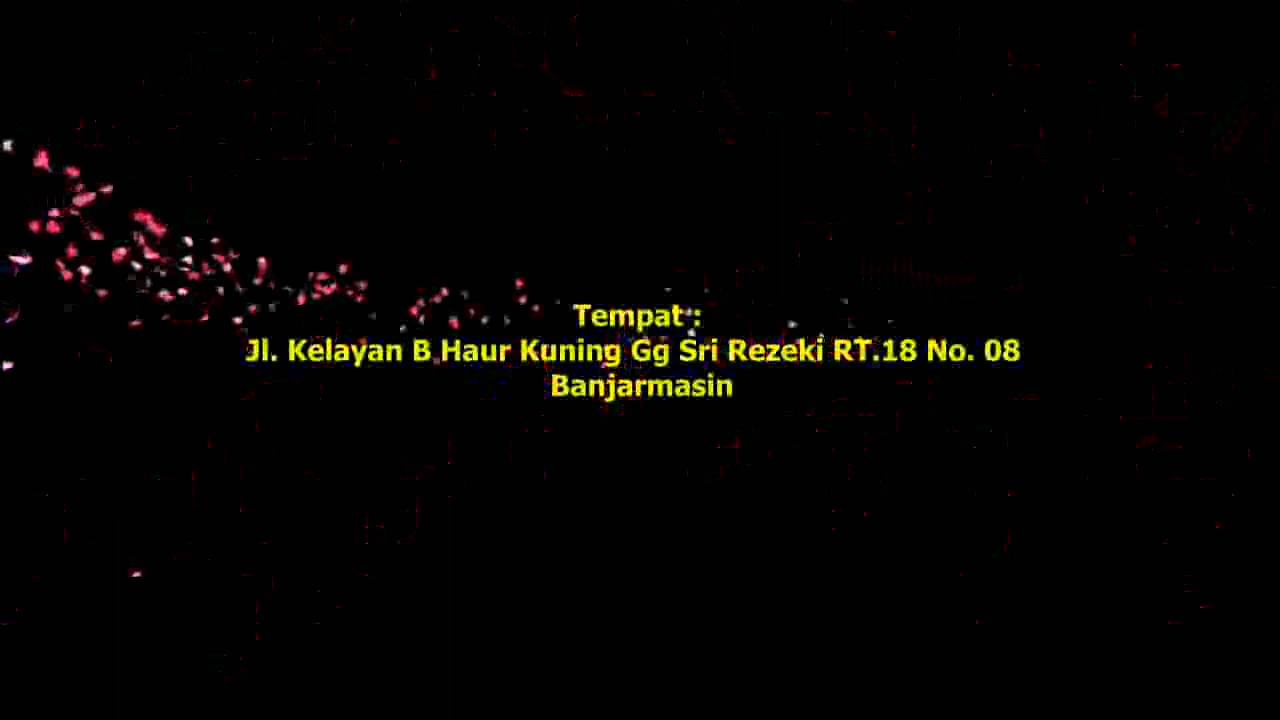 Tempat :
Jl. Kelayan B Haur Kuning Gg Sri Rezeki RT.18 No. 08
Banjarmasin